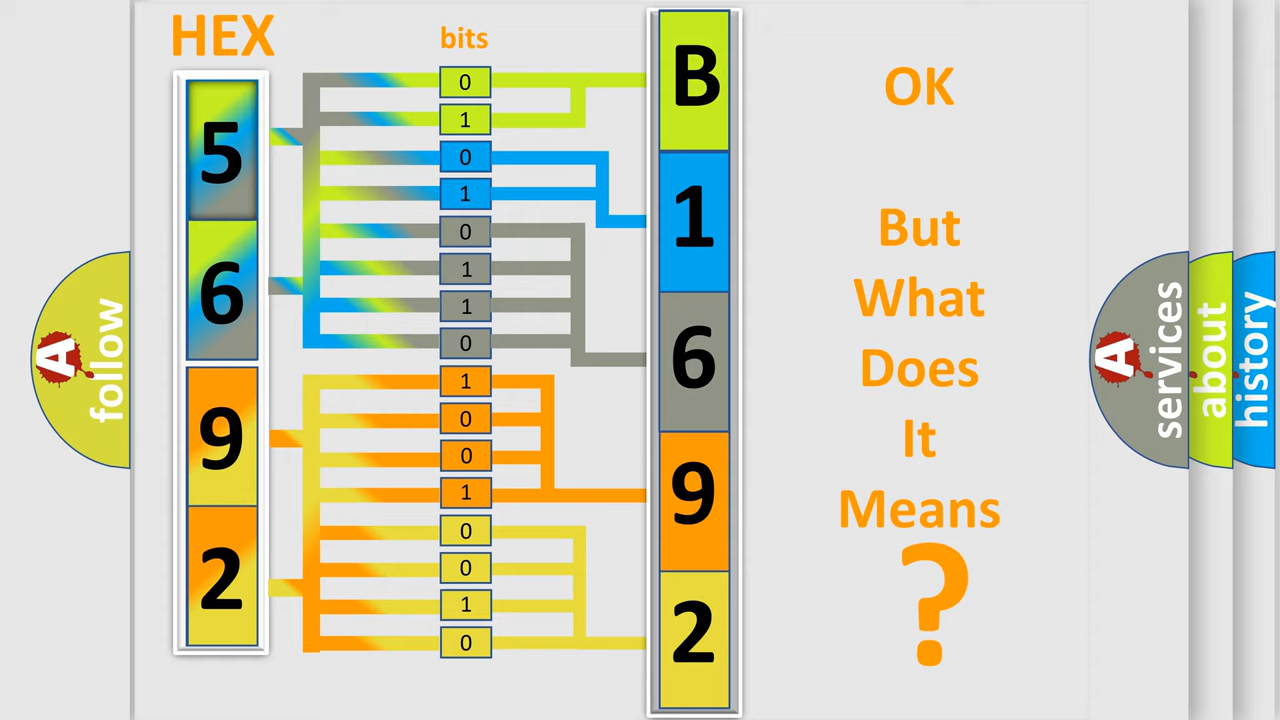 HEX
bits
5
6
9
2
0
1
0
1
0
1
1
0
1
0
0
1
0
0
1
0
B
1
6
9
2
OK
But
What
Does
It
Means
?
A
follow
A
services
about
history